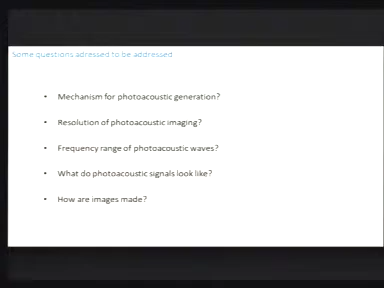 Some questions adressed to be addressed
• Mechanism for photoacoustic generation?
• Resolution of photoacoustic imaging?
• Frequency range of photoacoustic waves?
• What do photoacoustic signals look like?
• How are images made?